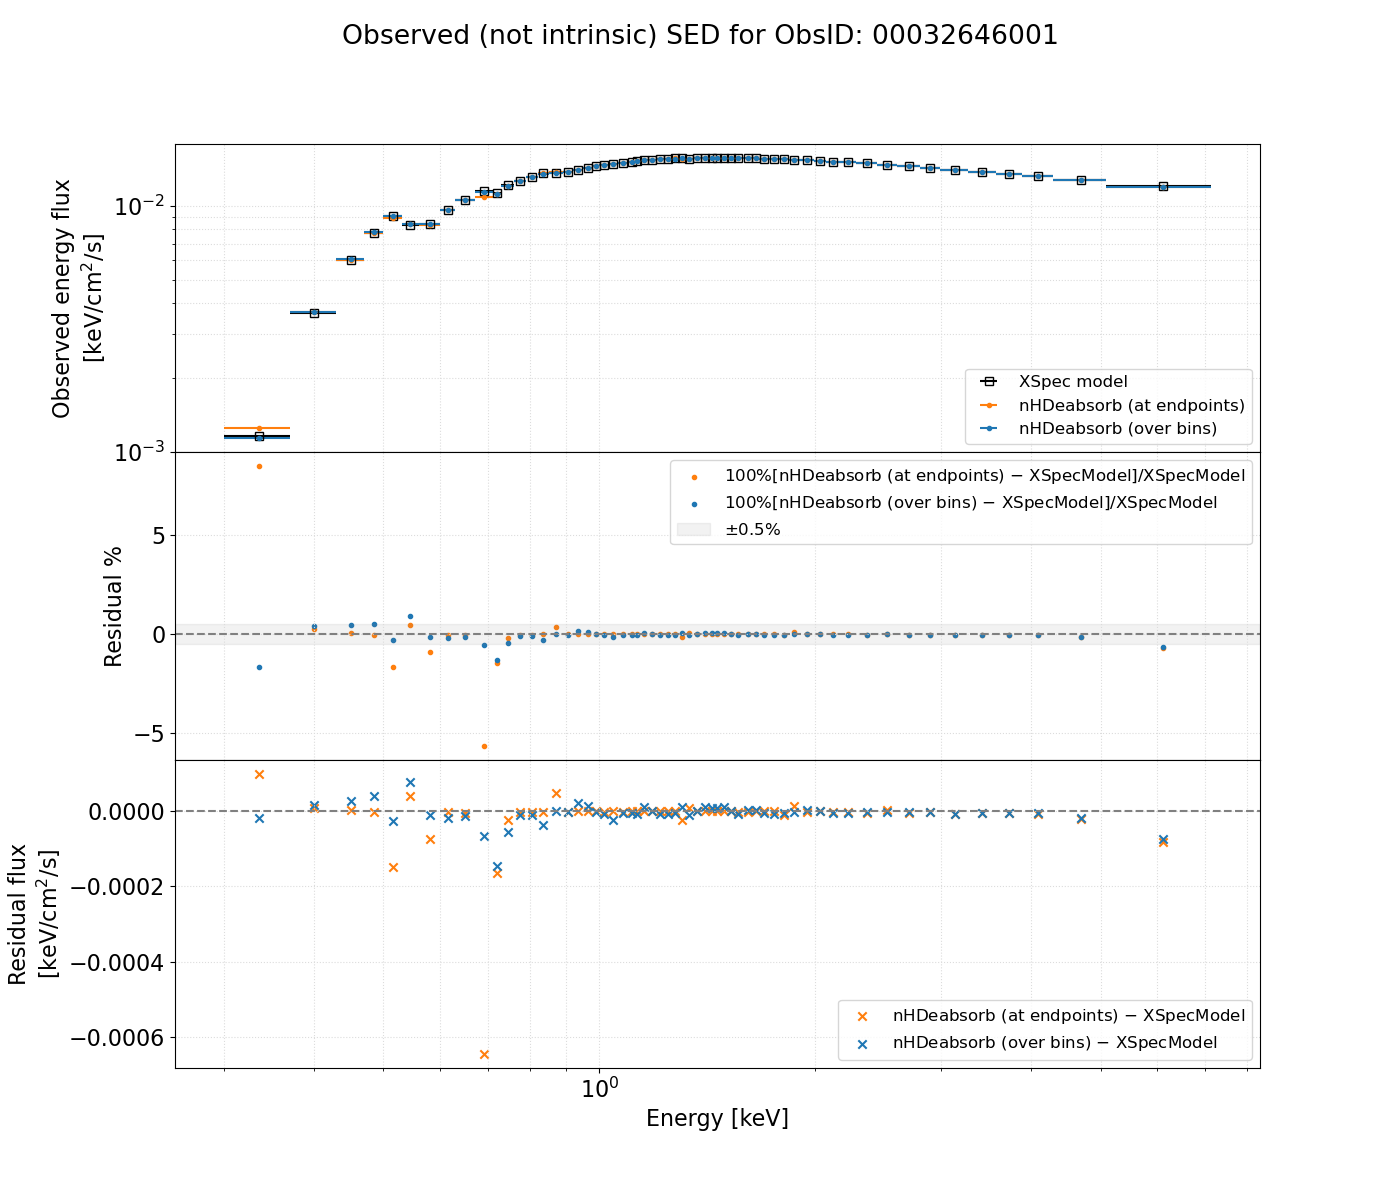 Observed (not intrinsic) SED for ObsID: 00032646001
Observed energy flux
[keV/cm²/s]
10⁻²
10⁻³
XSpec model
nHDeabsorb (at endpoints)
nHDeabsorb (over bins)
Residual %
5
0
−5
100%[nHDeabsorb (at endpoints) − XSpecModel]/XSpecModel
100%[nHDeabsorb (over bins) − XSpecModel]/XSpecModel
±0.5%
Residual flux
[keV/cm²/s]
0.0000
−0.0002
−0.0004
−0.0006
nHDeabsorb (at endpoints) − XSpecModel
nHDeabsorb (over bins) − XSpecModel
10⁰
Energy [keV]